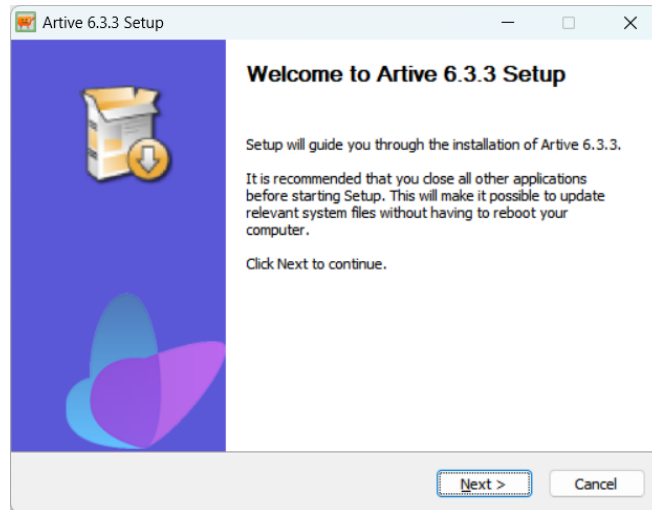 Artive 6.3.3 Setup
Welcome to Artive 6.3.3 Setup
Setup will guide you through the installation of Artive 6.3.3.
It is recommended that you close all other applications
before starting Setup. This will make it possible to update
relevant system files without having to reboot your
computer.
Click Next to continue.
Next >
Cancel